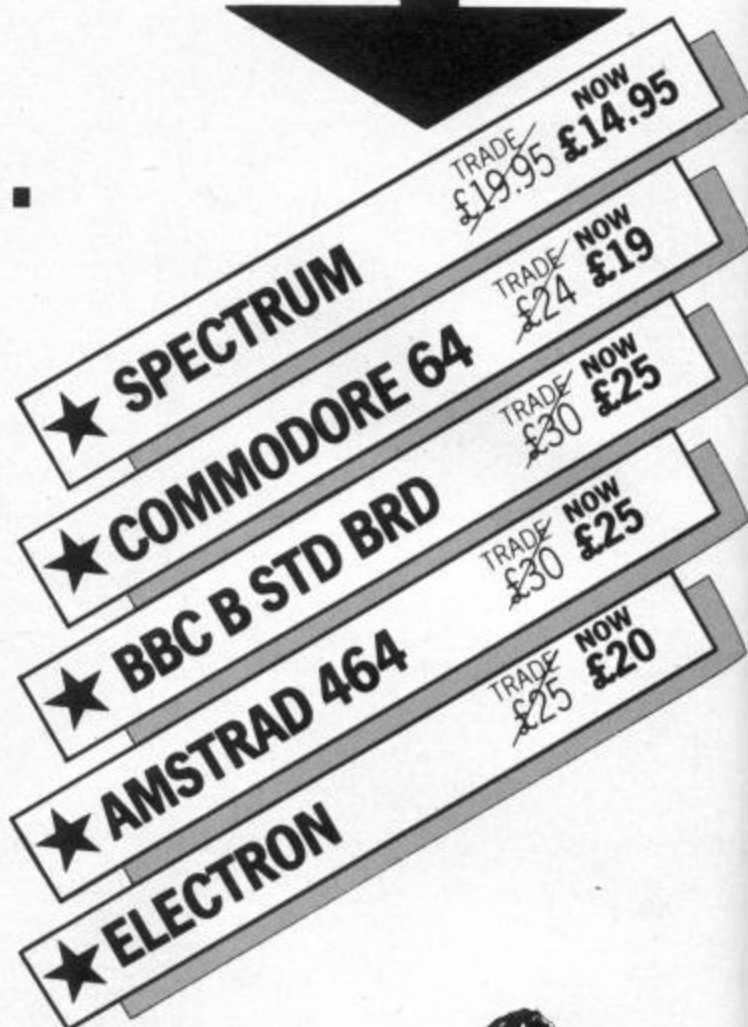 ★ SPECTRUM TRADE £19.95 NOW £14.95
★ COMMODORE 64 TRADE £24 NOW £19
★ BBC B STD BRD TRADE £30 NOW £25
★ AMSTRAD 464 TRADE £30 NOW £25
★ ELECTRON TRADE £25 NOW £20